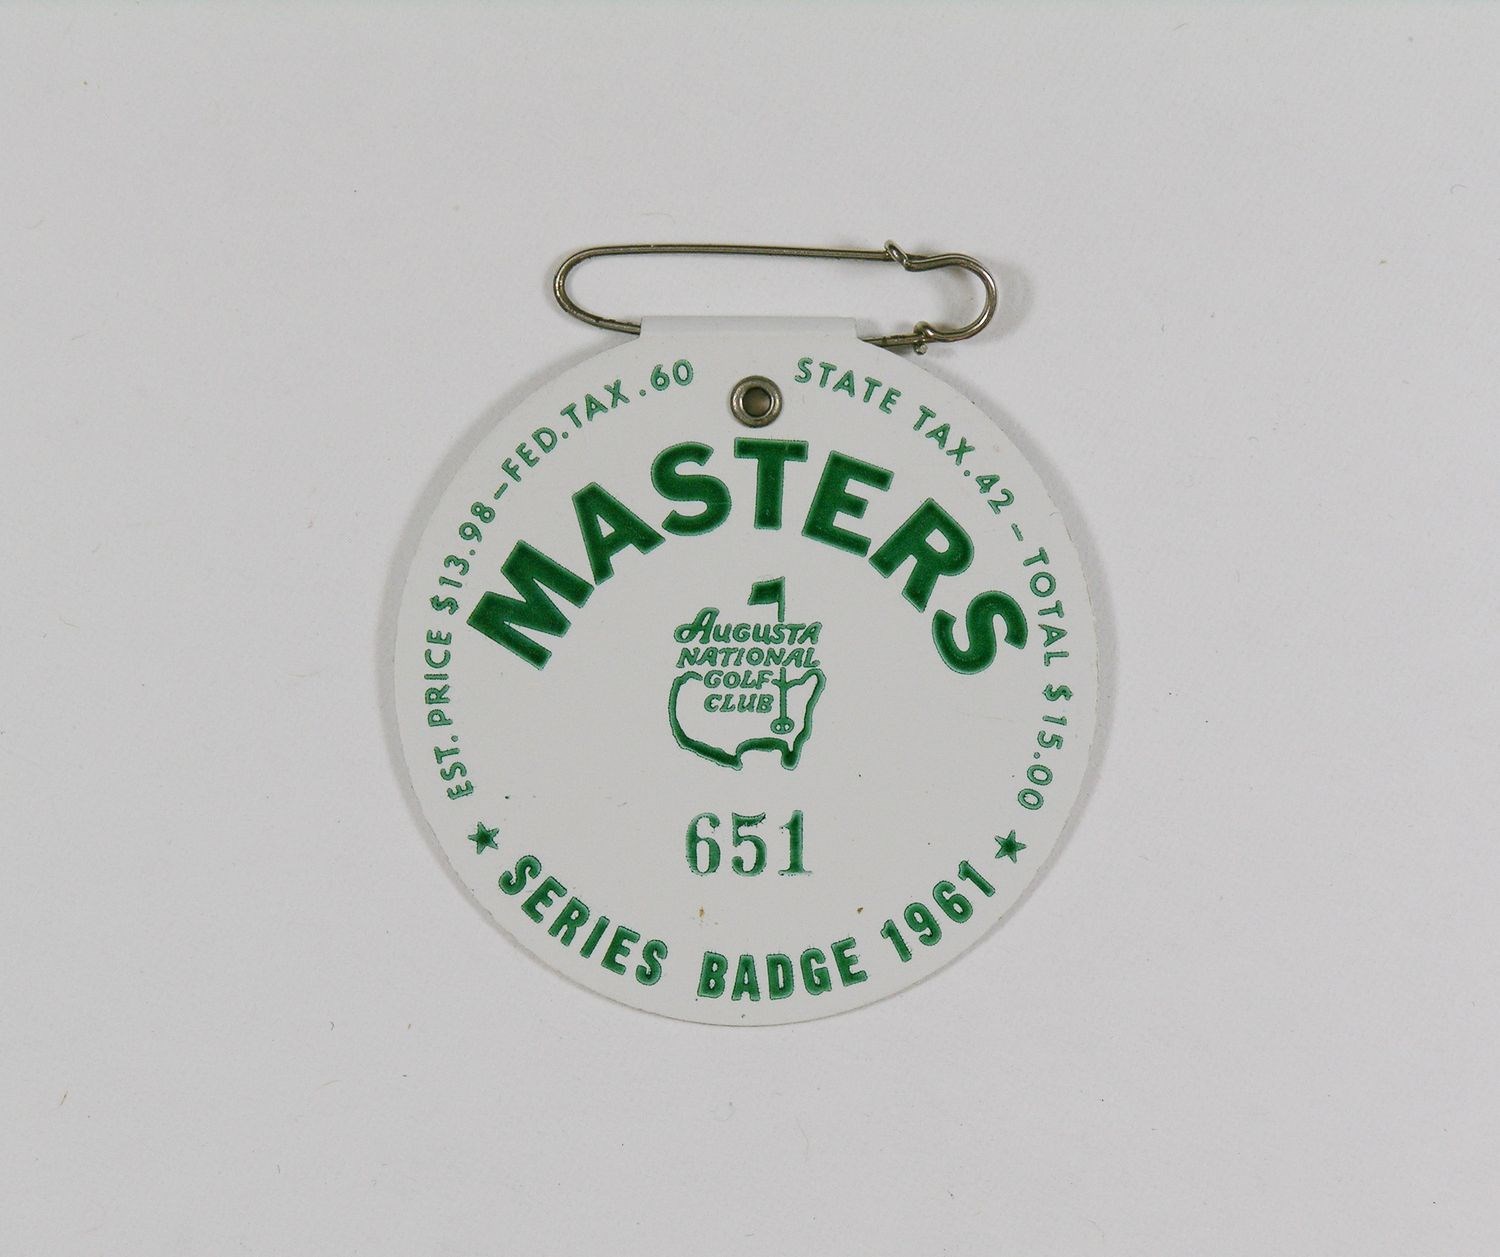 EST. PRICE $13.98-FED. TAX .60 STATE TAX .42-TOTAL $15.00
MASTERS
AUGUSTA
NATIONAL
GOLF
CLUB
651
★ SERIES BADGE 1961 ★